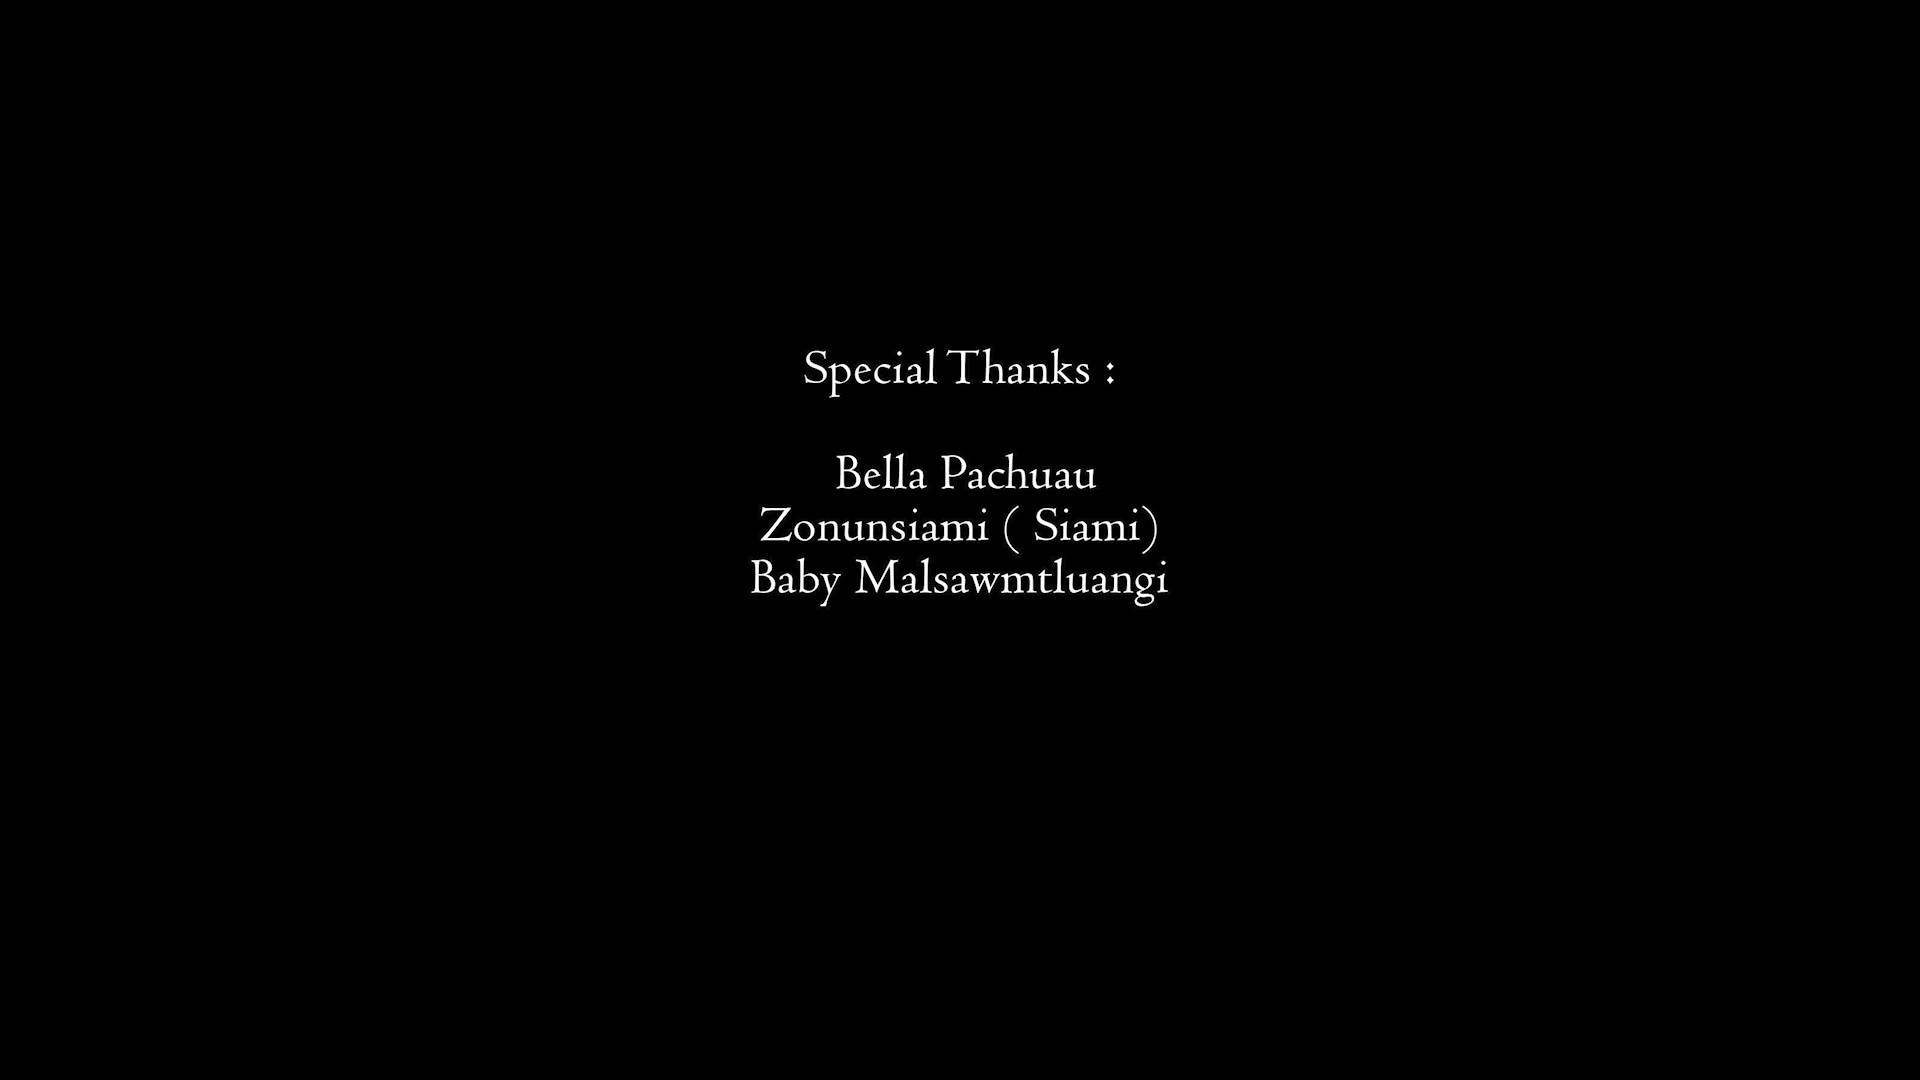 Special Thanks :
Bella Pachuau
Zonunsiami ( Siami)
Baby Malsawmtluangi